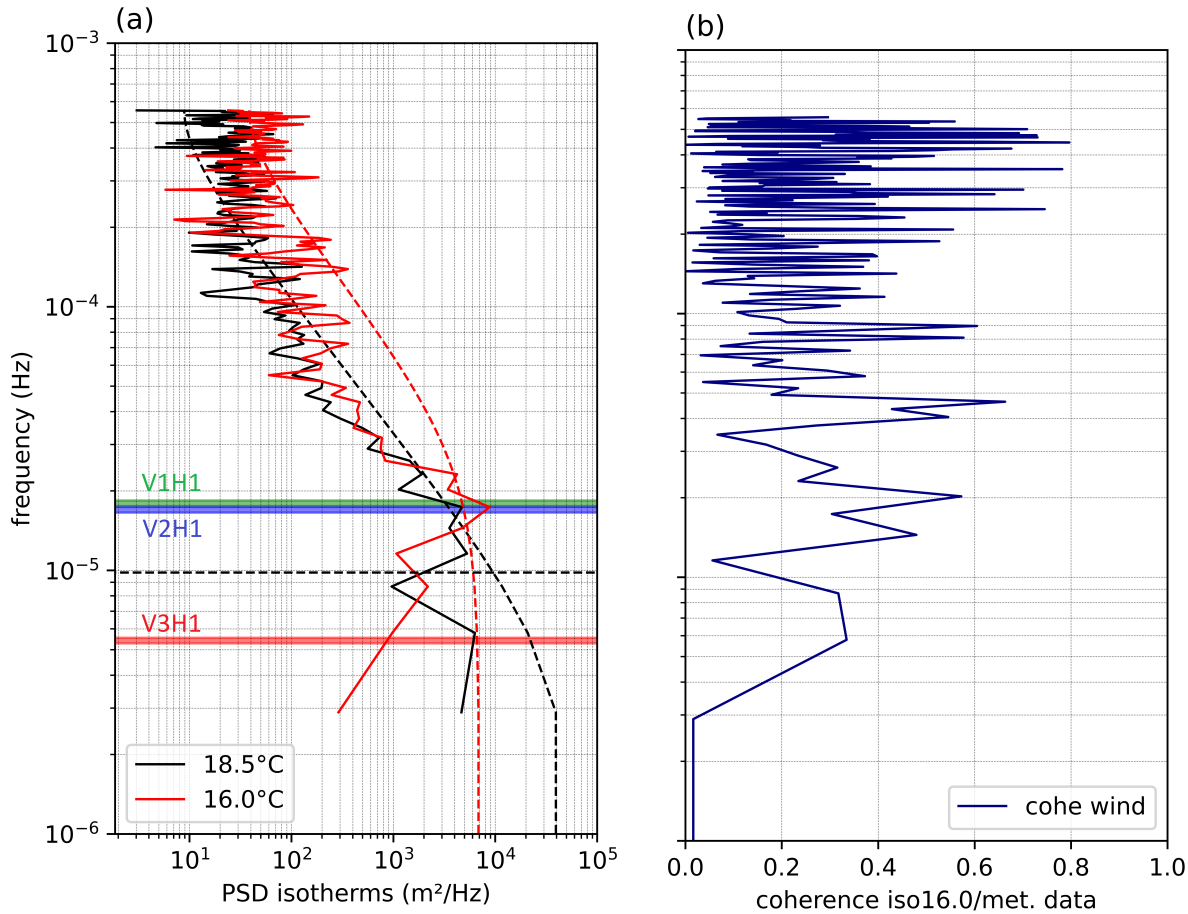 (a)
(b)
10⁻³
10⁻⁴
10⁻⁵
10⁻⁶
frequency (Hz)
V1H1
V2H1
V3H1
18.5°C
16.0°C
10¹ 10² 10³ 10⁴ 10⁵
PSD isotherms (m²/Hz)
cohe wind
0.0 0.2 0.4 0.6 0.8 1.0
coherence iso16.0/met. data